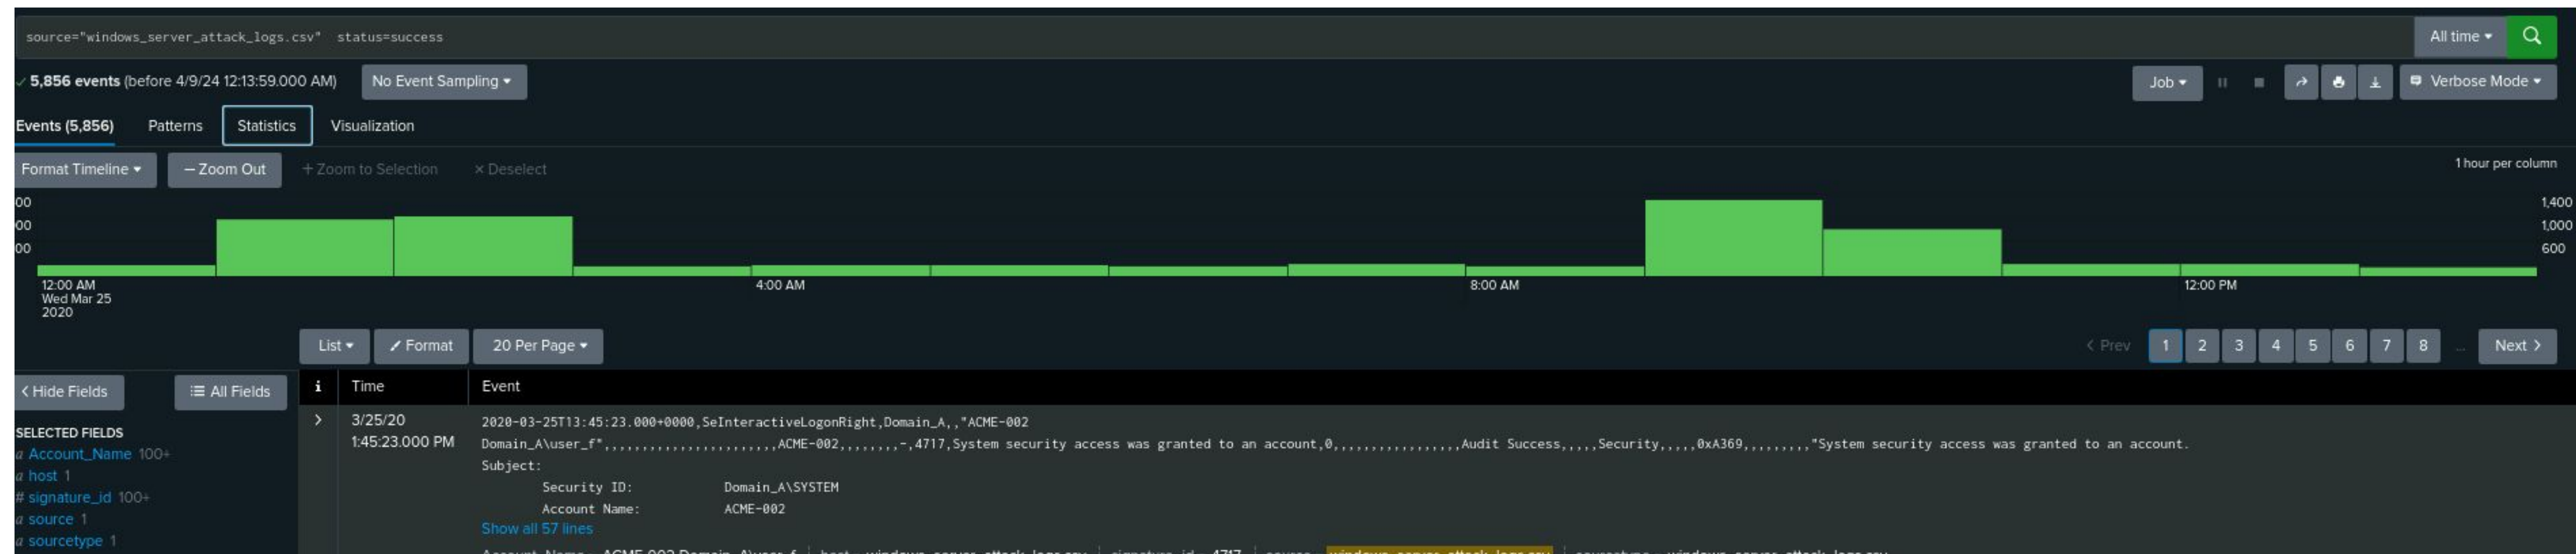 source="windows_server_attack_logs.csv" status=success
All time
5,856 events (before 4/9/24 12:13:59.000 AM)
No Event Sampling
Job
Verbose Mode
Events (5,856)
Patterns
Statistics
Visualization
Format Timeline
— Zoom Out
+ Zoom to Selection
× Deselect
1 hour per column
00
00
00
1,400
1,000
600
12:00 AM
Wed Mar 25
2020
4:00 AM
8:00 AM
12:00 PM
List
Format
20 Per Page
< Prev
1
2
3
4
5
6
7
8
...
Next >
< Hide Fields
All Fields
i
Time
Event
SELECTED FIELDS
a Account_Name 100+
a host 1
# signature_id 100+
a source 1
a sourcetype 1
>
3/25/20
1:45:23.000 PM
2020-03-25T13:45:23.000+0000,SeInteractiveLogonRight,Domain_A,,"ACME-002
Domain_A\user_f",,,,,,,,,,,,,,,,,,,,,,,ACME-002,,,,,,,,-,4717,System security access was granted to an account,0,,,,,,,,,,,,,,,,,Audit Success,,,,,Security,,,,,0xA369,,,,,,,,,"System security access was granted to an account.
Subject:
Security ID: Domain_A\SYSTEM
Account Name: ACME-002
Show all 57 lines